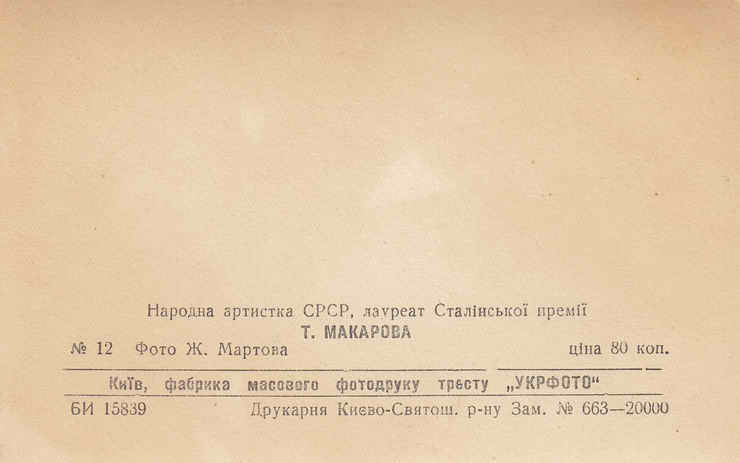 Народна артистка СРСР, лауреат Сталінської премії
Т. МАКАРОВА
№ 12 Фото Ж. Мартова ціна 80 коп.
Київ, фабрика масового фотодруку тресту „УКРФОТО“
БИ 15839 Друкарня Києво-Святош. р-ну Зам. № 663—20000